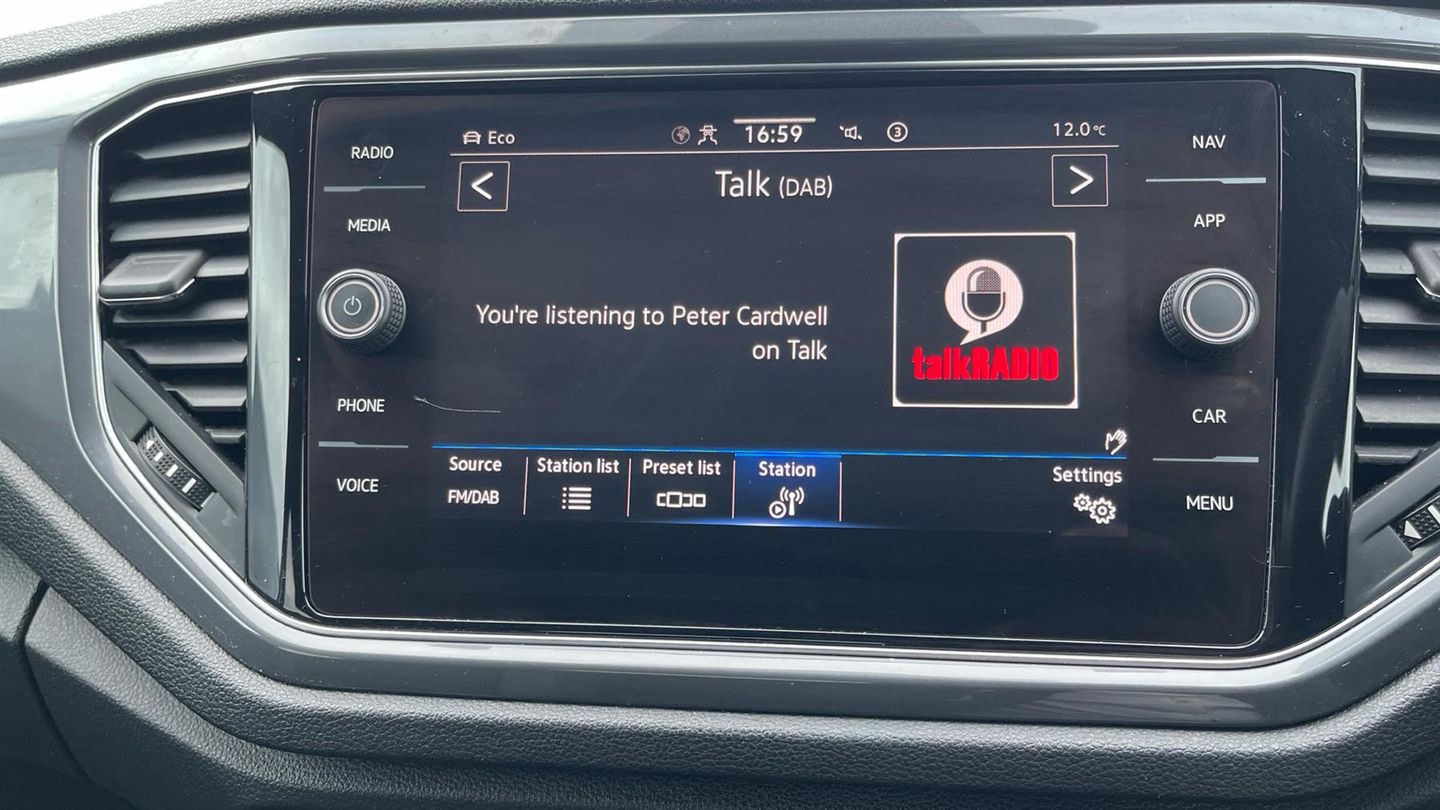 RADIO
MEDIA
PHONE
VOICE
Eco
16:59
3
12.0°C
<
Talk (DAB)
>
You're listening to Peter Cardwell
on Talk
talkRADIO
Source
FM/DAB
Station list
Preset list
Station
Settings
NAV
APP
CAR
MENU